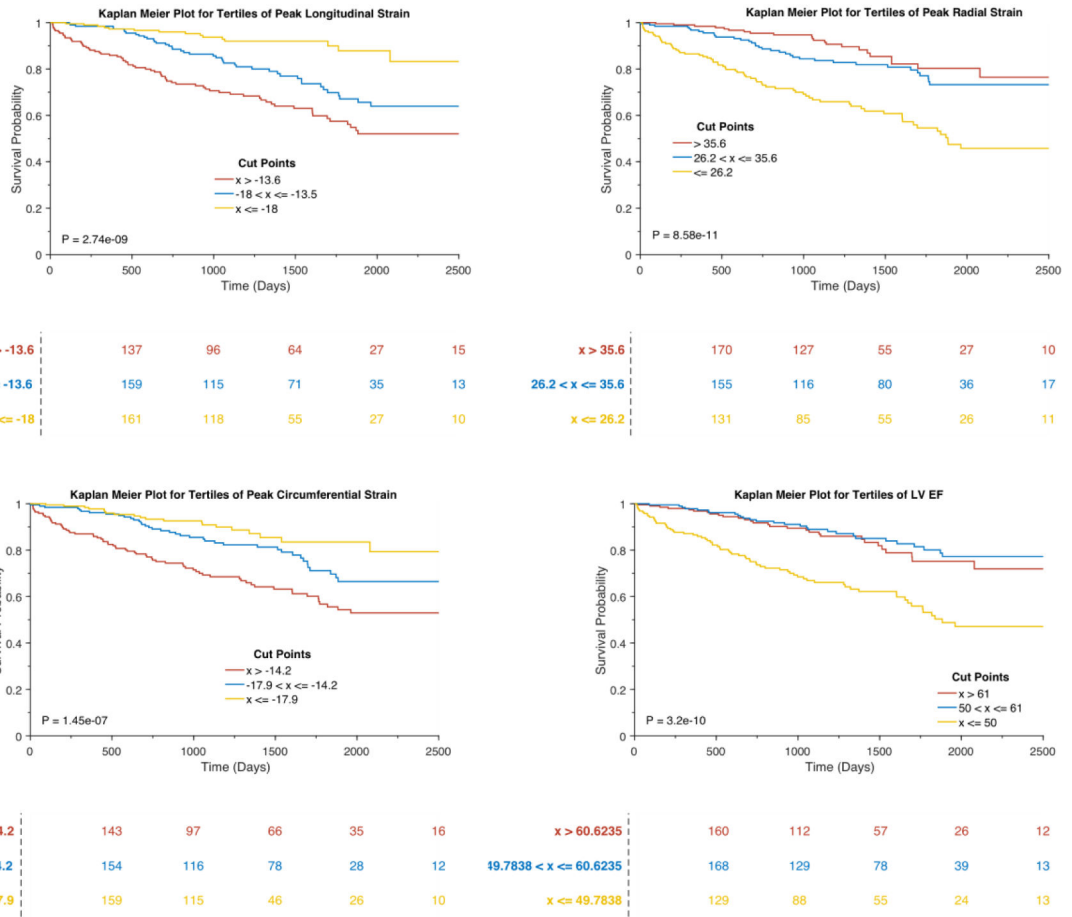 Kaplan Meier Plot for Tertiles of Peak Longitudinal Strain
1
0.8
0.6
0.4
0.2
0
Survival Probability
Cut Points
x > -13.6
-18 < x <= -13.5
x <= -18
P = 2.74e-09
0 500 1000 1500 2000 2500
Time (Days)
> -13.6 137 96 64 27 15
-13.6 159 115 71 35 13
<= -18 161 118 55 27 10
Kaplan Meier Plot for Tertiles of Peak Radial Strain
1
0.8
0.6
0.4
0.2
0
Survival Probability
Cut Points
> 35.6
26.2 < x <= 35.6
<= 26.2
P = 8.58e-11
0 500 1000 1500 2000 2500
Time (Days)
x > 35.6 170 127 55 27 10
26.2 < x <= 35.6 155 116 80 36 17
x <= 26.2 131 85 55 26 11
Kaplan Meier Plot for Tertiles of Peak Circumferential Strain
1
0.8
0.6
0.4
0.2
0
Survival Probability
Cut Points
x > -14.2
-17.9 < x <= -14.2
x <= -17.9
P = 1.45e-07
0 500 1000 1500 2000 2500
Time (Days)
4.2 143 97 66 35 16
4.2 154 116 78 28 12
7.9 159 115 46 26 10
Kaplan Meier Plot for Tertiles of LV EF
1
0.8
0.6
0.4
0.2
0
Survival Probability
Cut Points
x > 61
50 < x <= 61
x <= 50
P = 3.2e-10
0 500 1000 1500 2000 2500
Time (Days)
x > 60.6235 160 112 57 26 12
49.7838 < x <= 60.6235 168 129 78 39 13
x <= 49.7838 129 88 55 24 13